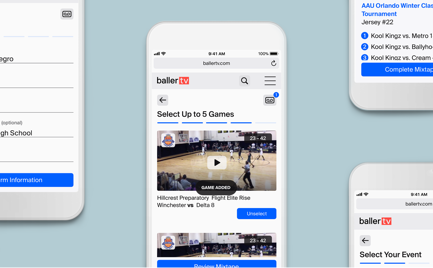 egro
(optional)
gh School
rm Information
9:41 AM
100%
ballertv.com
baller tv
1
Select Up to 5 Games
23 - 42
GAME ADDED
Hillcrest Preparatory Flight Elite Rise
Winchester vs Delta 8
Unselect
23 - 42
Review Mixtape
AAU Orlando Winter Clas
Tournament
Jersey #22
1 Kool Kingz vs. Metro 1
2 Kool Kingz vs. Ballyho
3 Kool Kingz vs. Cream
Complete Mixtap
9:41 AM
ballertv.com
baller tv
Select Your Event